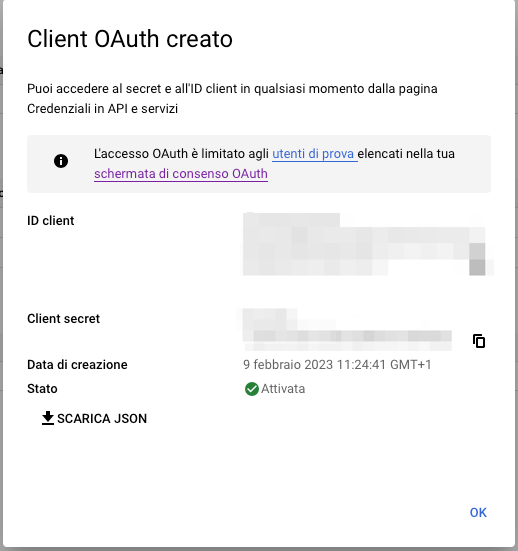 Client OAuth creato
Puoi accedere al secret e all'ID client in qualsiasi momento dalla pagina
Credenziali in API e servizi
L'accesso OAuth è limitato agli utenti di prova elencati nella tua
schermata di consenso OAuth
ID client
Client secret
Data di creazione 9 febbraio 2023 11:24:41 GMT+1
Stato Attivata
SCARICA JSON
OK